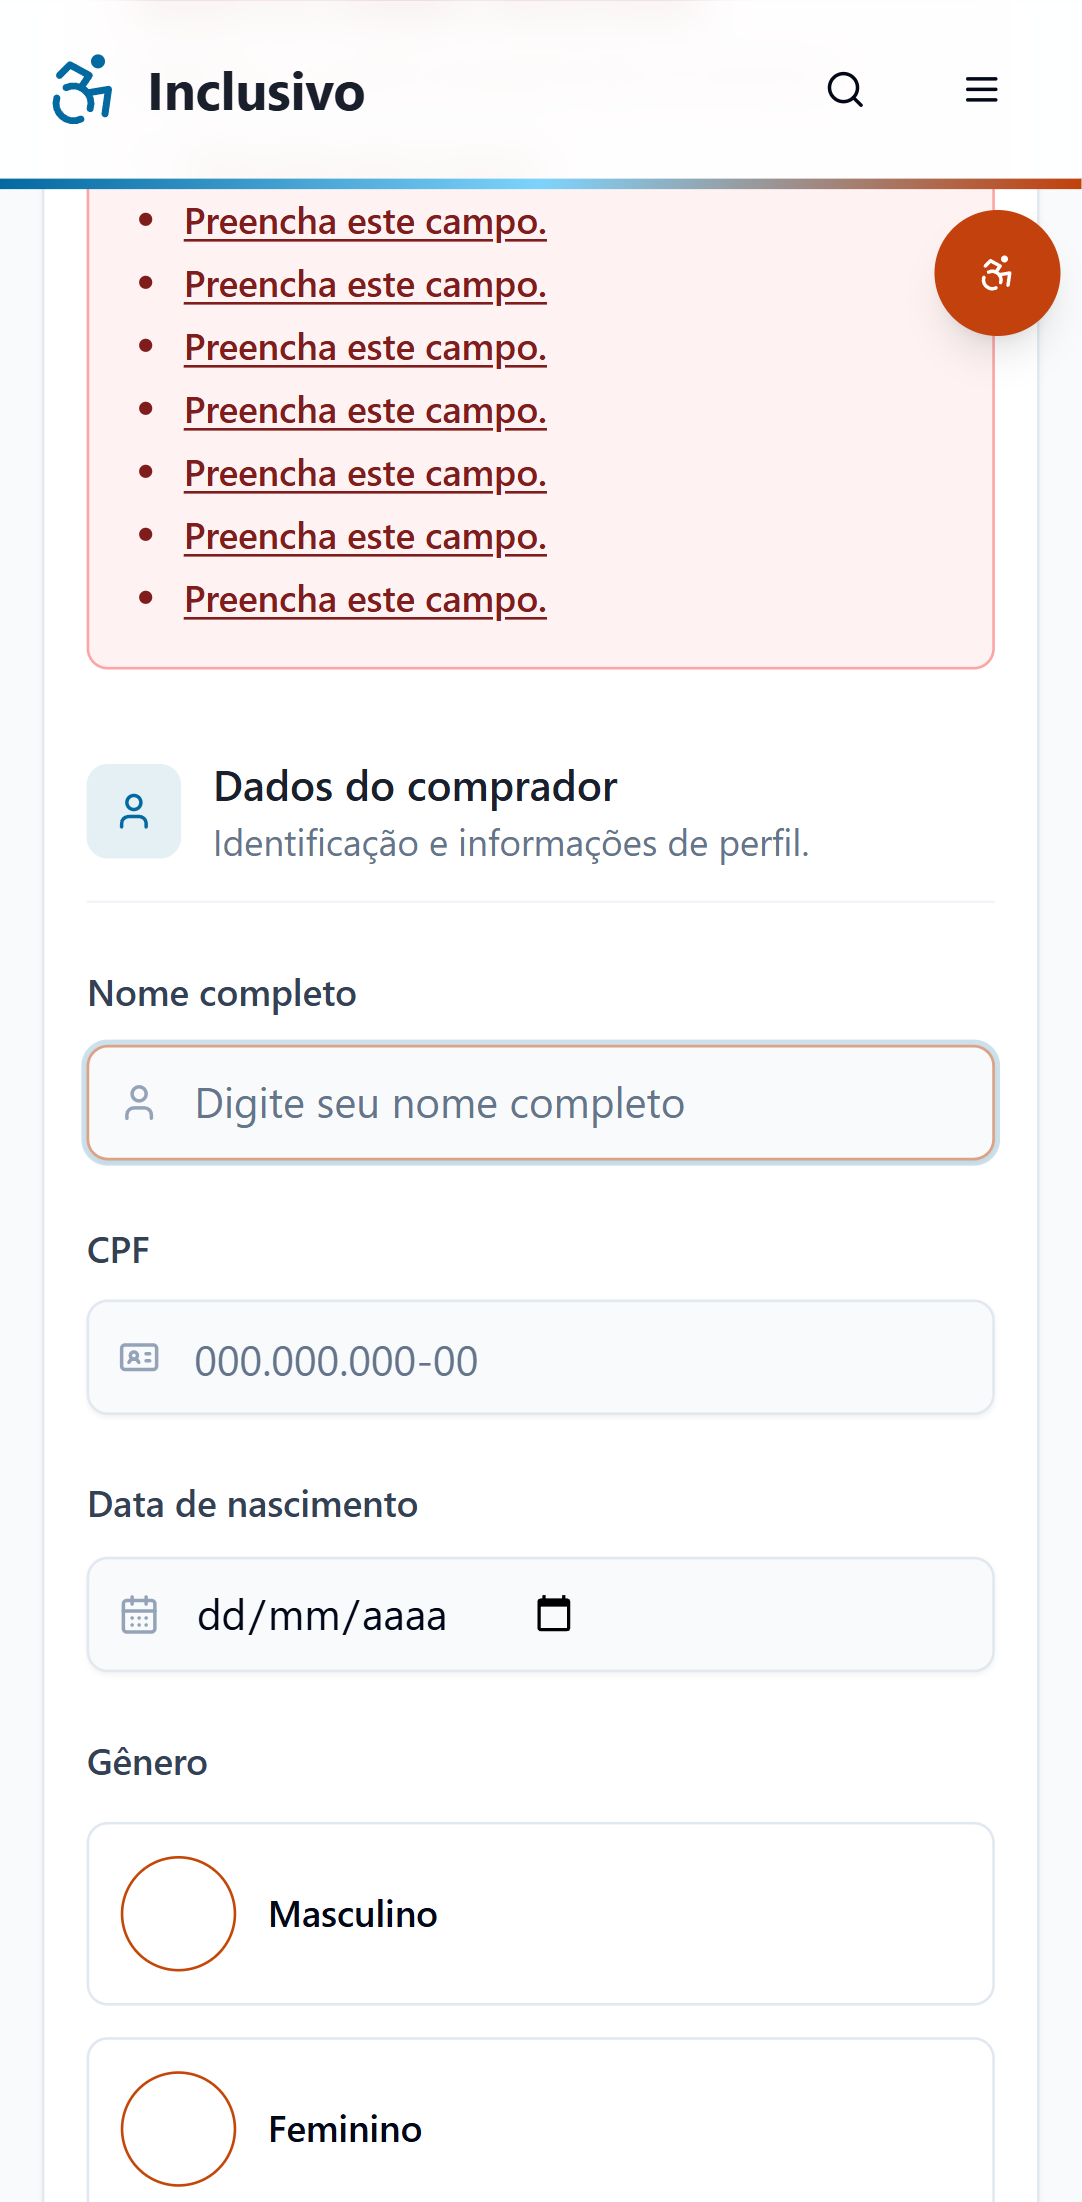 Inclusivo
Preencha este campo.
Preencha este campo.
Preencha este campo.
Preencha este campo.
Preencha este campo.
Preencha este campo.
Preencha este campo.
Dados do comprador
Identificação e informações de perfil.
Nome completo
Digite seu nome completo
CPF
000.000.000-00
Data de nascimento
dd/mm/aaaa
Gênero
Masculino
Feminino